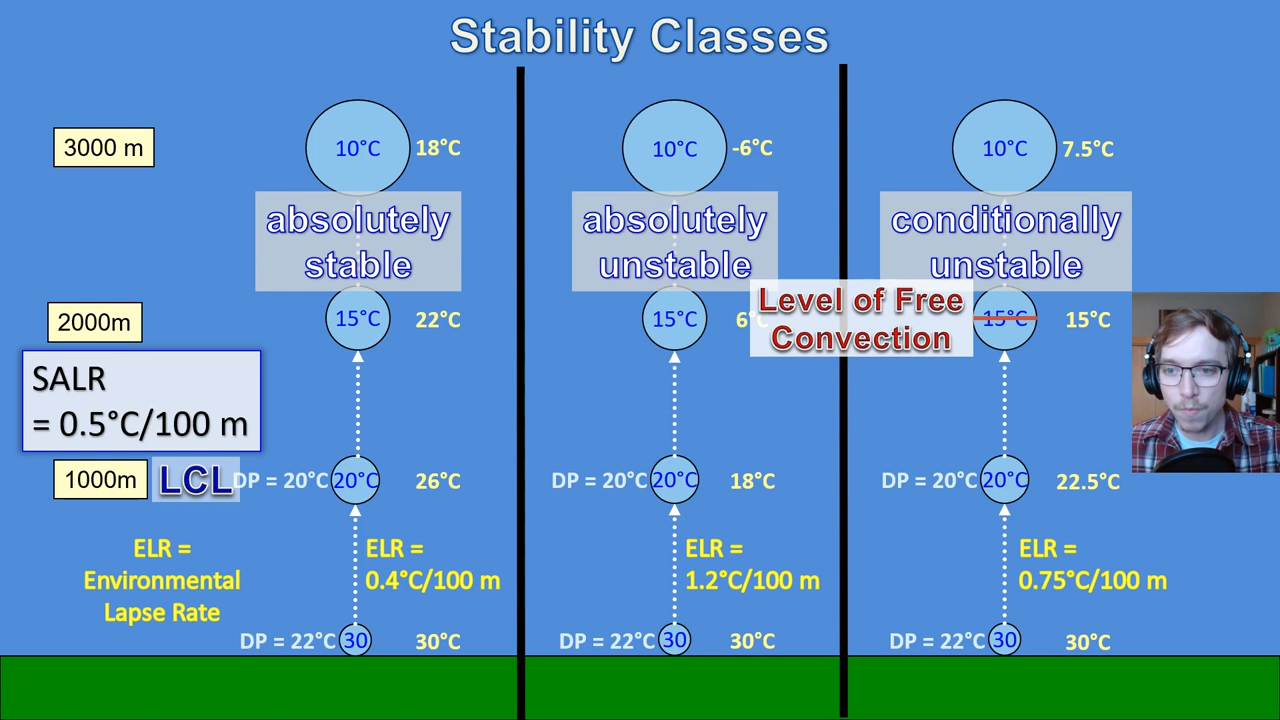 Stability Classes
3000 m
10°C
18°C
10°C
-6°C
10°C
7.5°C
absolutely
stable
absolutely
unstable
conditionally
unstable
2000m
15°C
22°C
15°C
6°C
Level of Free
Convection
15°C
15°C
SALR
= 0.5°C/100 m
1000m
LCL
DP = 20°C
20°C
26°C
DP = 20°C
20°C
18°C
DP = 20°C
20°C
22.5°C
ELR =
Environmental
Lapse Rate
ELR =
0.4°C/100 m
ELR =
1.2°C/100 m
ELR =
0.75°C/100 m
DP = 22°C
30
30°C
DP = 22°C
30
30°C
DP = 22°C
30
30°C